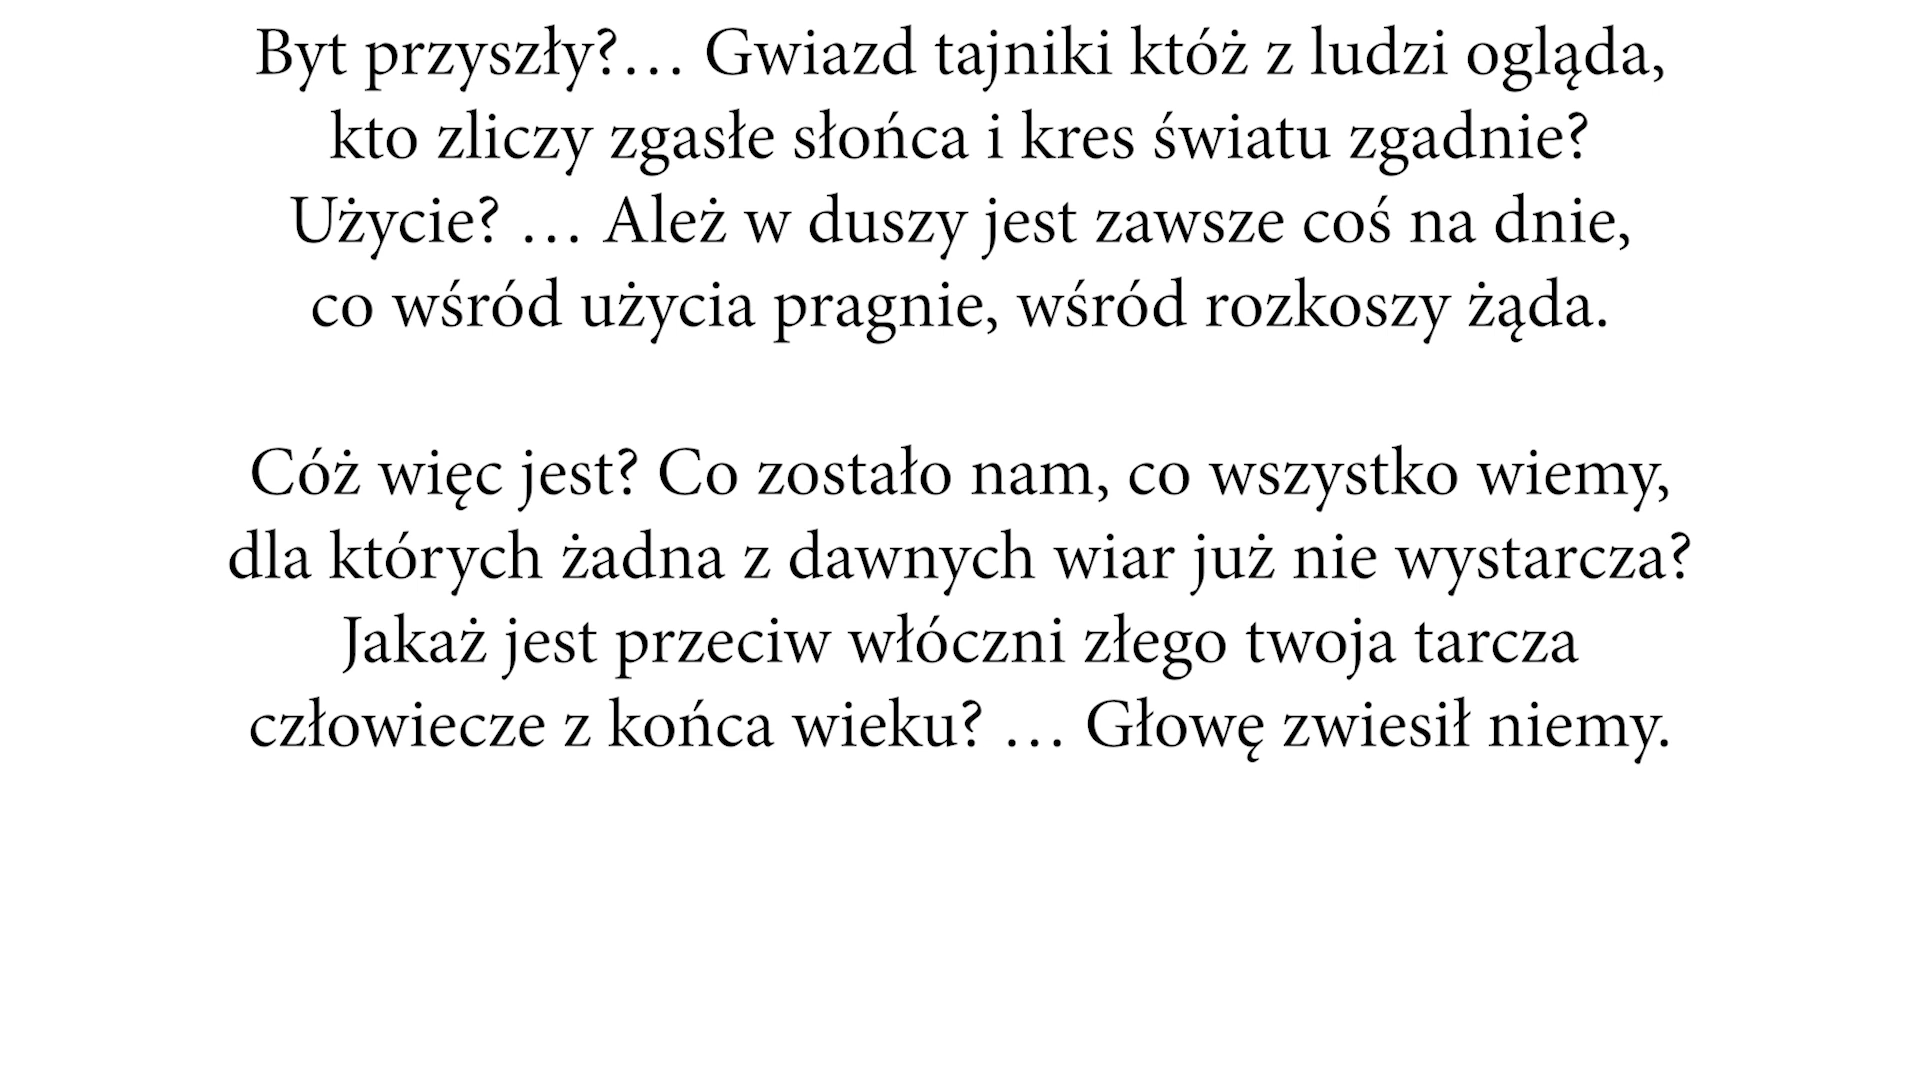 Byt przyszły?… Gwiazd tajniki któż z ludzi ogląda,
kto zliczy zgasłe słońca i kres światu zgadnie?
Użycie? … Ależ w duszy jest zawsze coś na dnie,
co wśród użycia pragnie, wśród rozkoszy żąda.
Cóż więc jest? Co zostało nam, co wszystko wiemy,
dla których żadna z dawnych wiar już nie wystarcza?
Jakaż jest przeciw włóczni złego twoja tarcza
człowiecze z końca wieku? … Głowę zwiesił niemy.